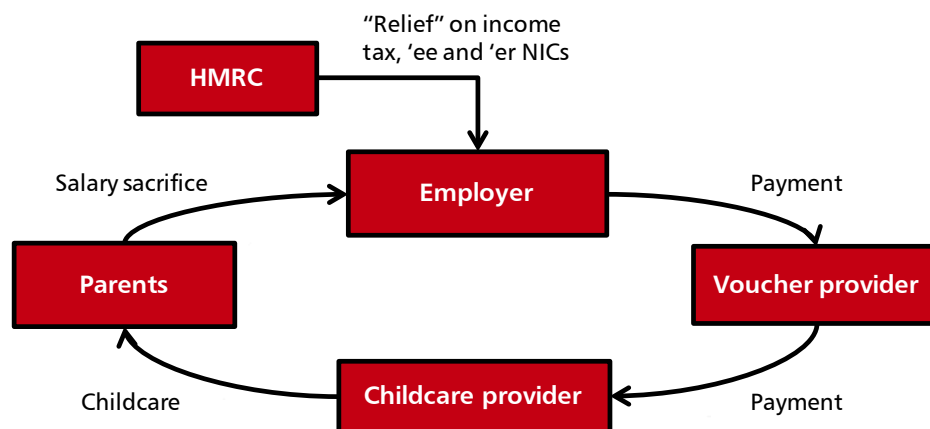 “Relief” on income
tax, ‘ee and ‘er NICs
HMRC
Salary sacrifice
Employer
Payment
Parents
Voucher provider
Childcare
Childcare provider
Payment